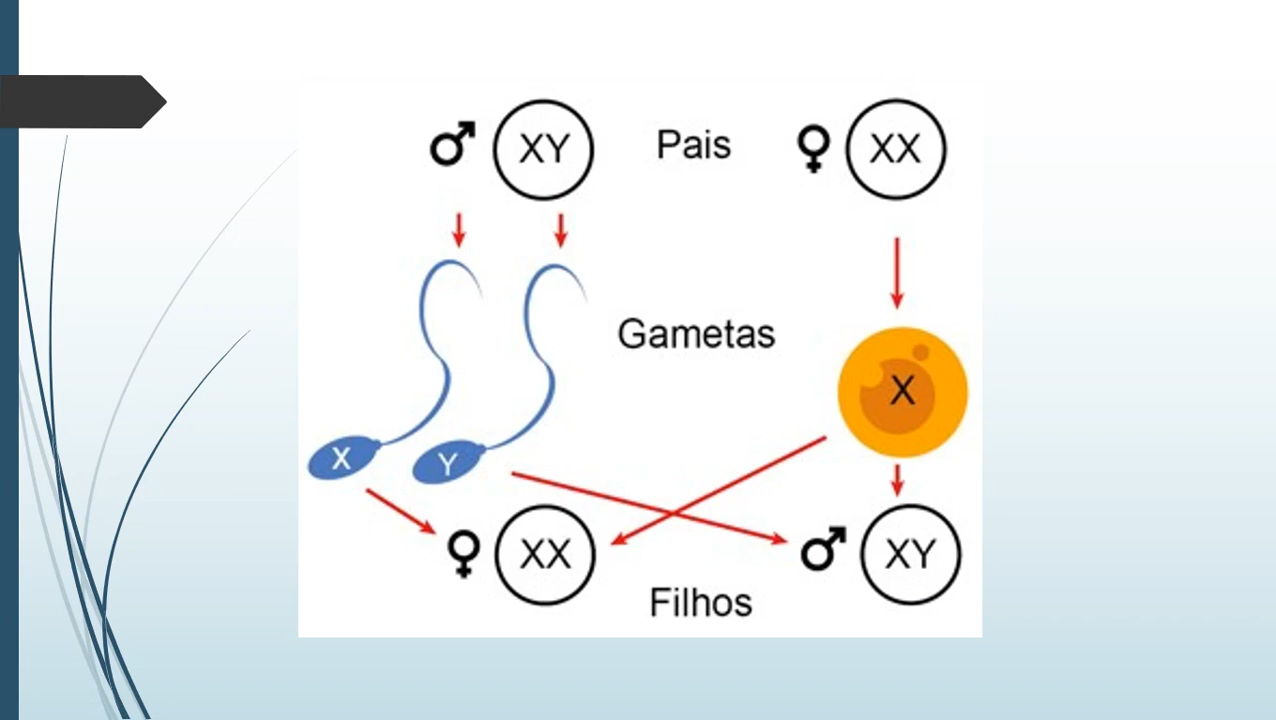 ♂ XY Pais ♀ XX
Gametas
X
X Y
♀ XX ♂ XY
Filhos